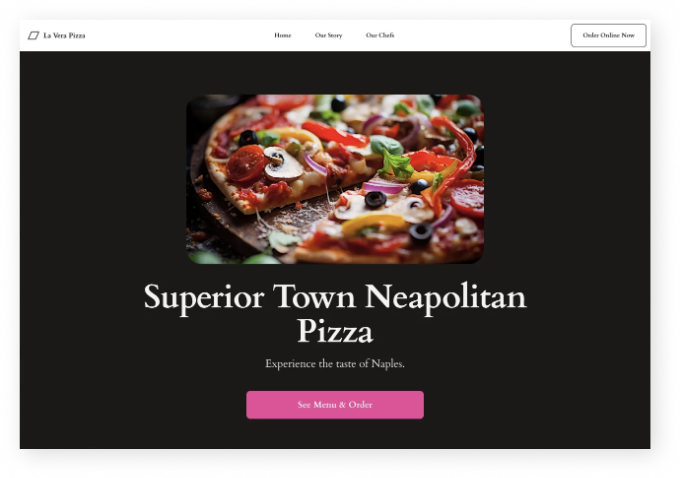 La Vera Pizza
Home
Our Story
Our Chefs
Order Online Now
Superior Town Neapolitan
Pizza
Experience the taste of Naples.
See Menu & Order